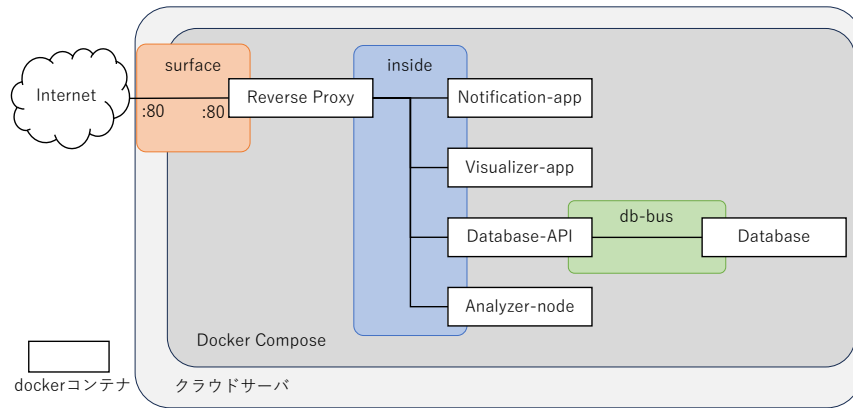 surface
inside
Internet
Reverse Proxy
Notification-app
:80
:80
Visualizer-app
db-bus
Database-API
Database
Analyzer-node
Docker Compose
dockerコンテナ
クラウドサーバ